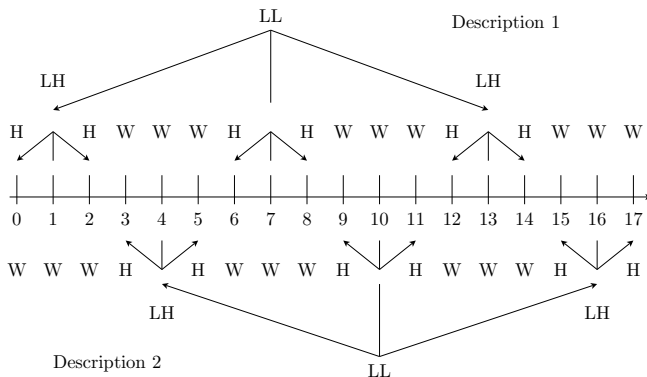 LL
Description 1
LH LH
H H W W W H H W W W H H W W W
0 1 2 3 4 5 6 7 8 9 10 11 12 13 14 15 16 17
W W W H H W W W H H W W W H H
LH LH
Description 2
LL